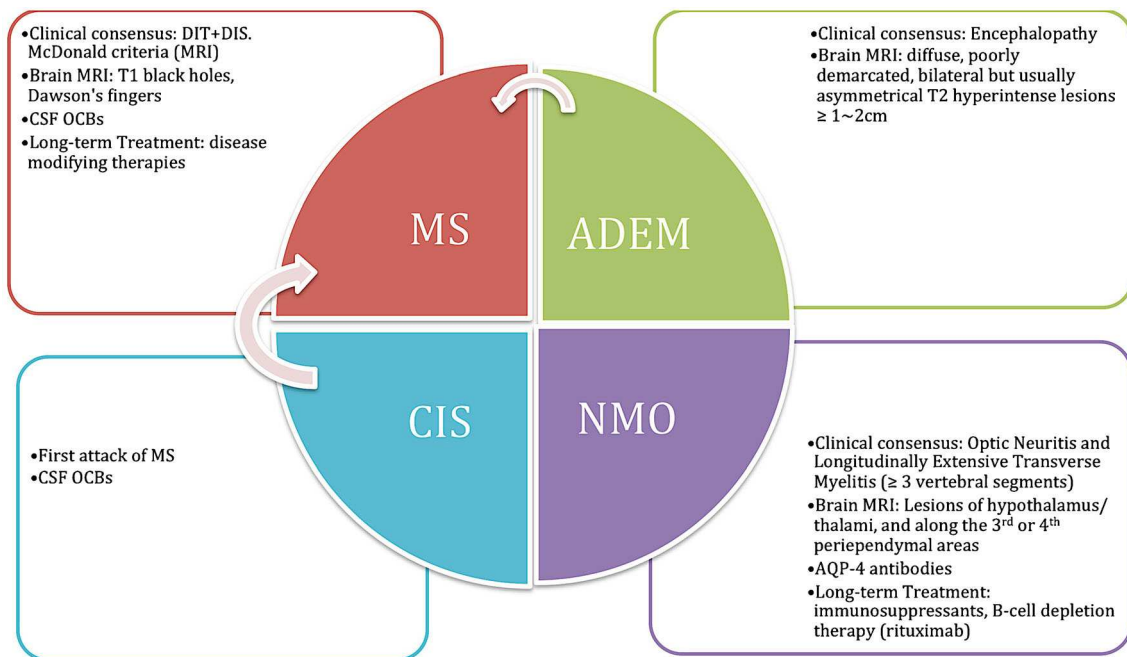 •Clinical consensus: DIT+DIS.
McDonald criteria (MRI)
•Brain MRI: T1 black holes,
Dawson's fingers
•CSF OCBs
•Long-term Treatment: disease
modifying therapies
•Clinical consensus: Encephalopathy
•Brain MRI: diffuse, poorly
demarcated, bilateral but usually
asymmetrical T2 hyperintense lesions
≥ 1~2cm
MS
ADEM
CIS
NMO
•First attack of MS
•CSF OCBs
•Clinical consensus: Optic Neuritis and
Longitudinally Extensive Transverse
Myelitis (≥ 3 vertebral segments)
•Brain MRI: Lesions of hypothalamus/
thalami, and along the 3rd or 4th
periependymal areas
•AQP-4 antibodies
•Long-term Treatment:
immunosuppressants, B-cell depletion
therapy (rituximab)